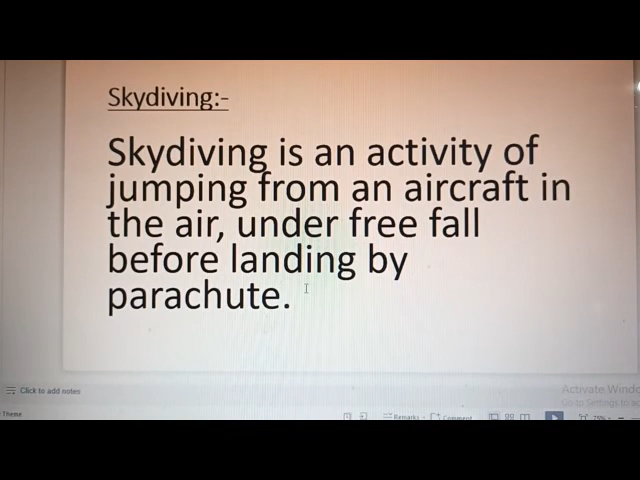 Skydiving:-
Skydiving is an activity of
jumping from an aircraft in
the air, under free fall
before landing by
parachute.
Click to add notes
Activate Windo
Go to Settings to ac
Theme
Remarks
Comment
75%